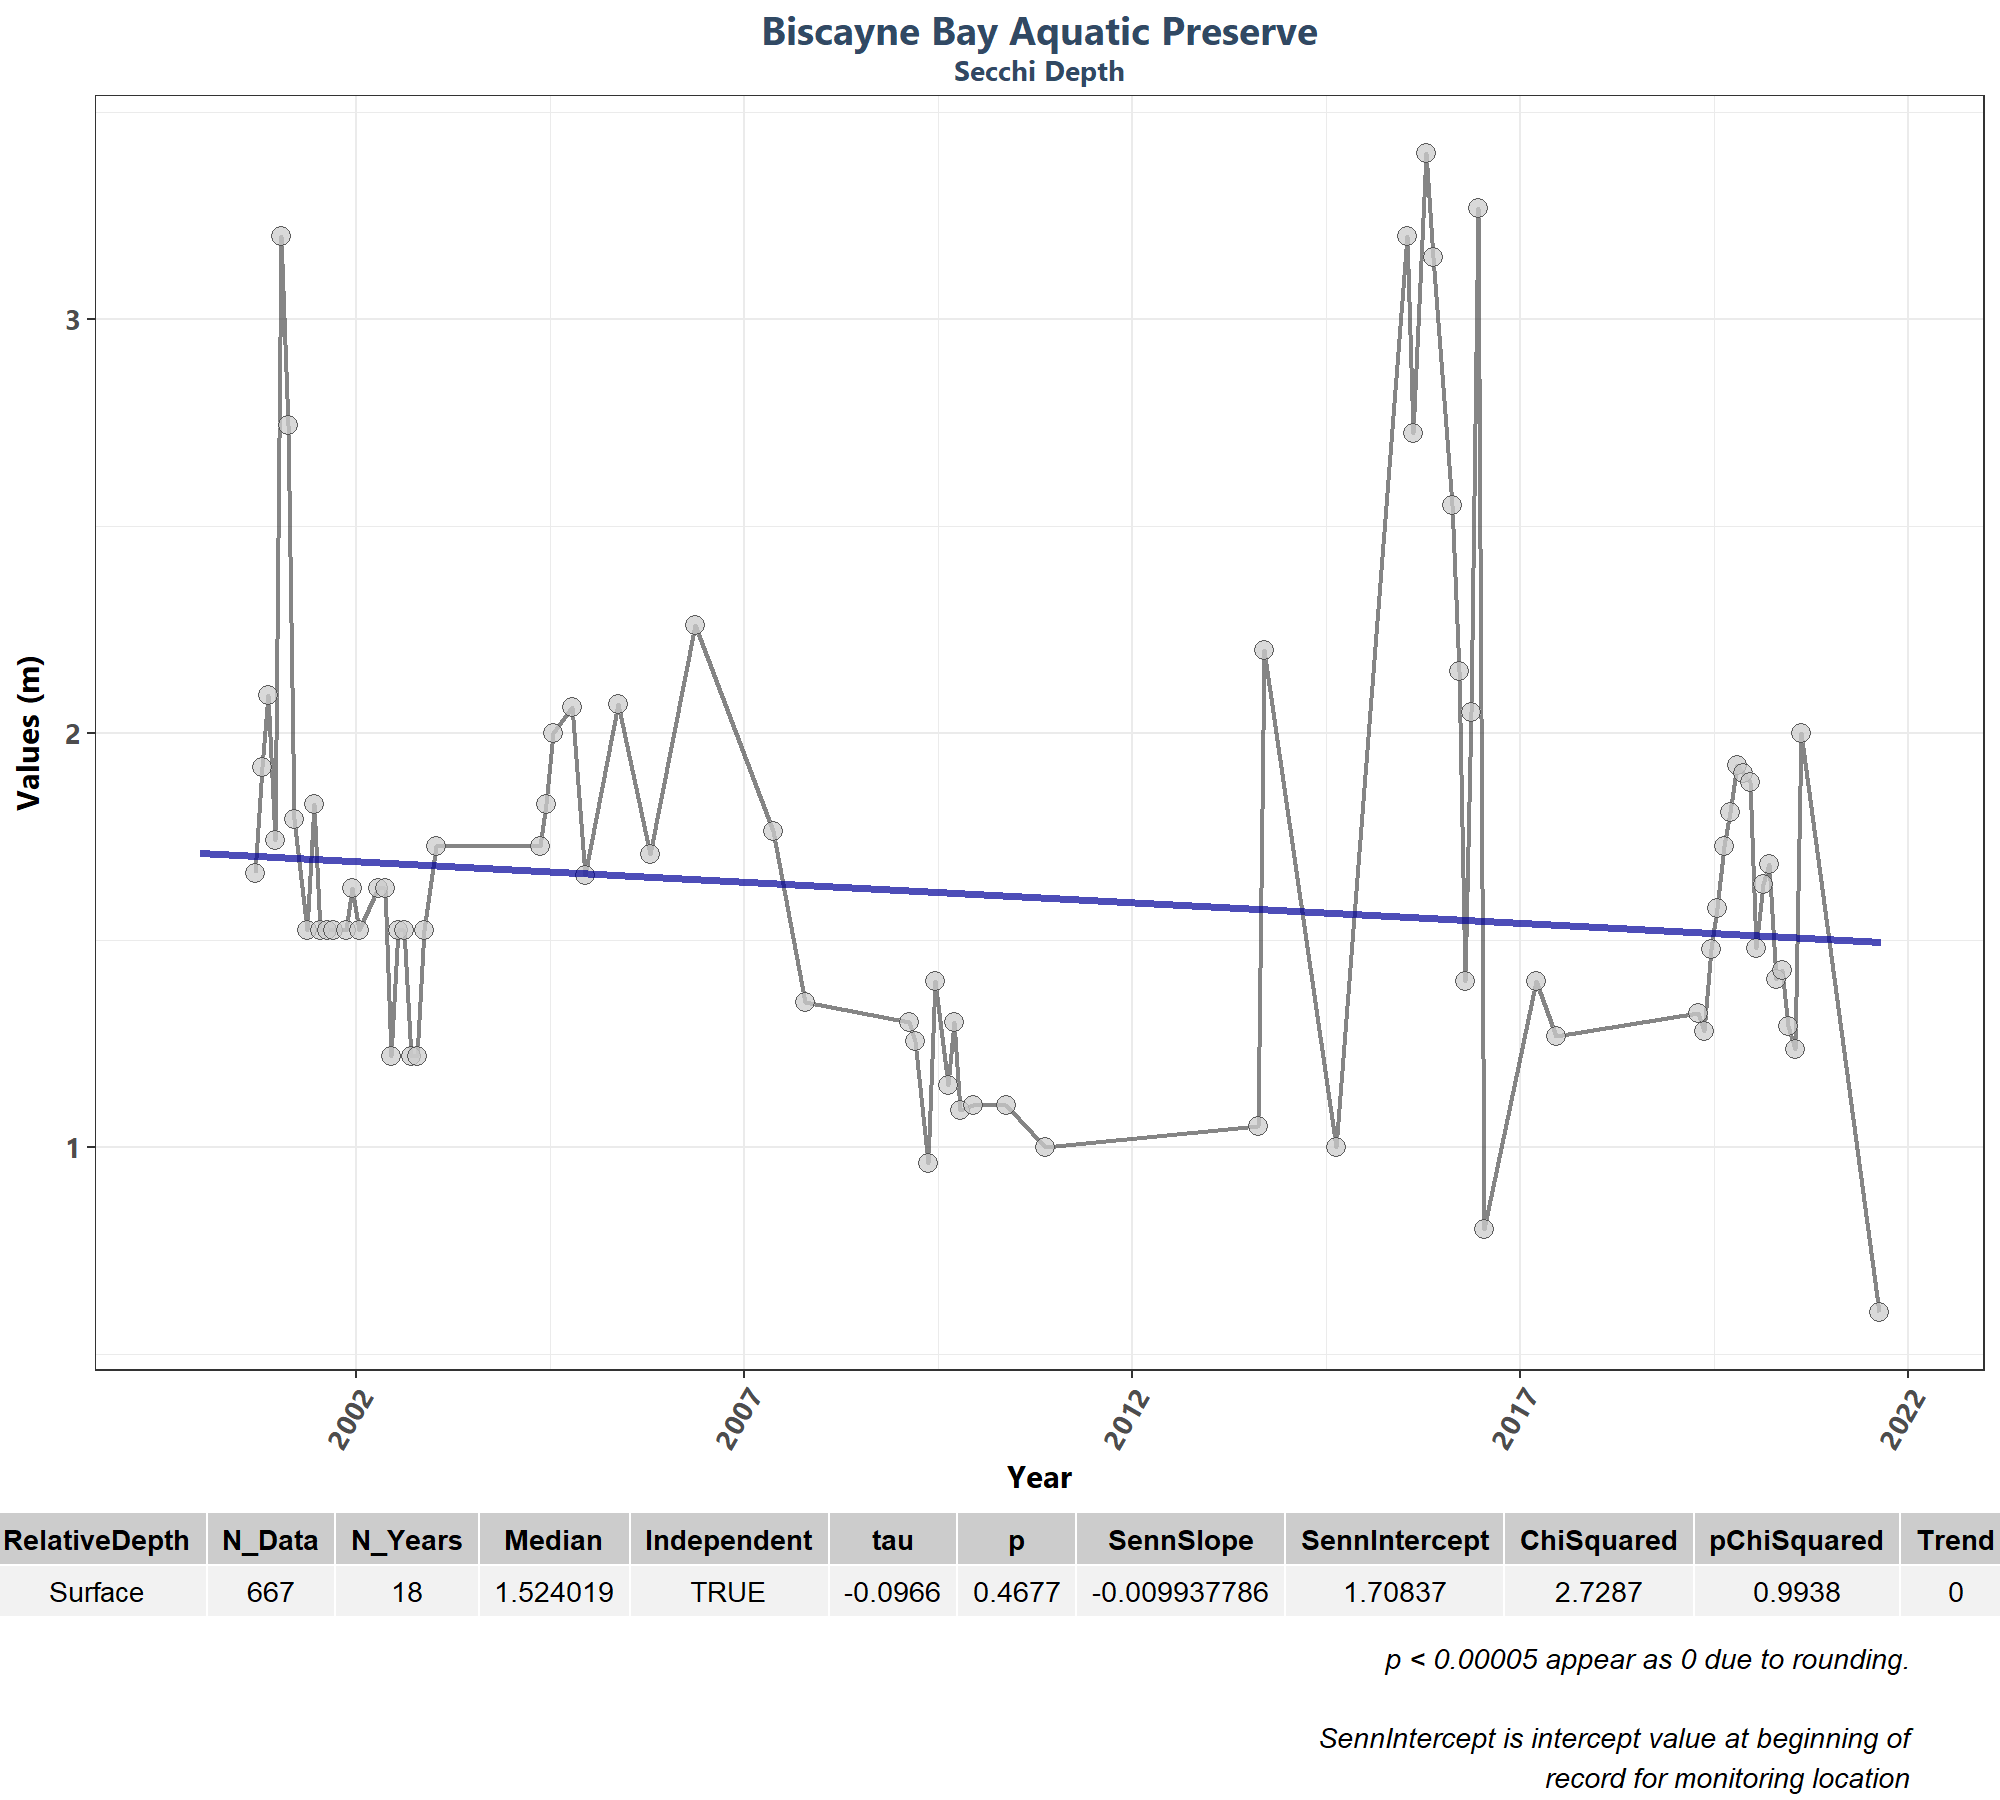 Biscayne Bay Aquatic Preserve
Secchi Depth
Values (m)
3
2
1
2002 2007 2012 2017 2022
Year
RelativeDepth N_Data N_Years Median Independent tau p SennSlope SennIntercept ChiSquared pChiSquared Trend
Surface 667 18 1.524019 TRUE -0.0966 0.4677 -0.009937786 1.70837 2.7287 0.9938 0
p < 0.00005 appear as 0 due to rounding.
SennIntercept is intercept value at beginning of
record for monitoring location